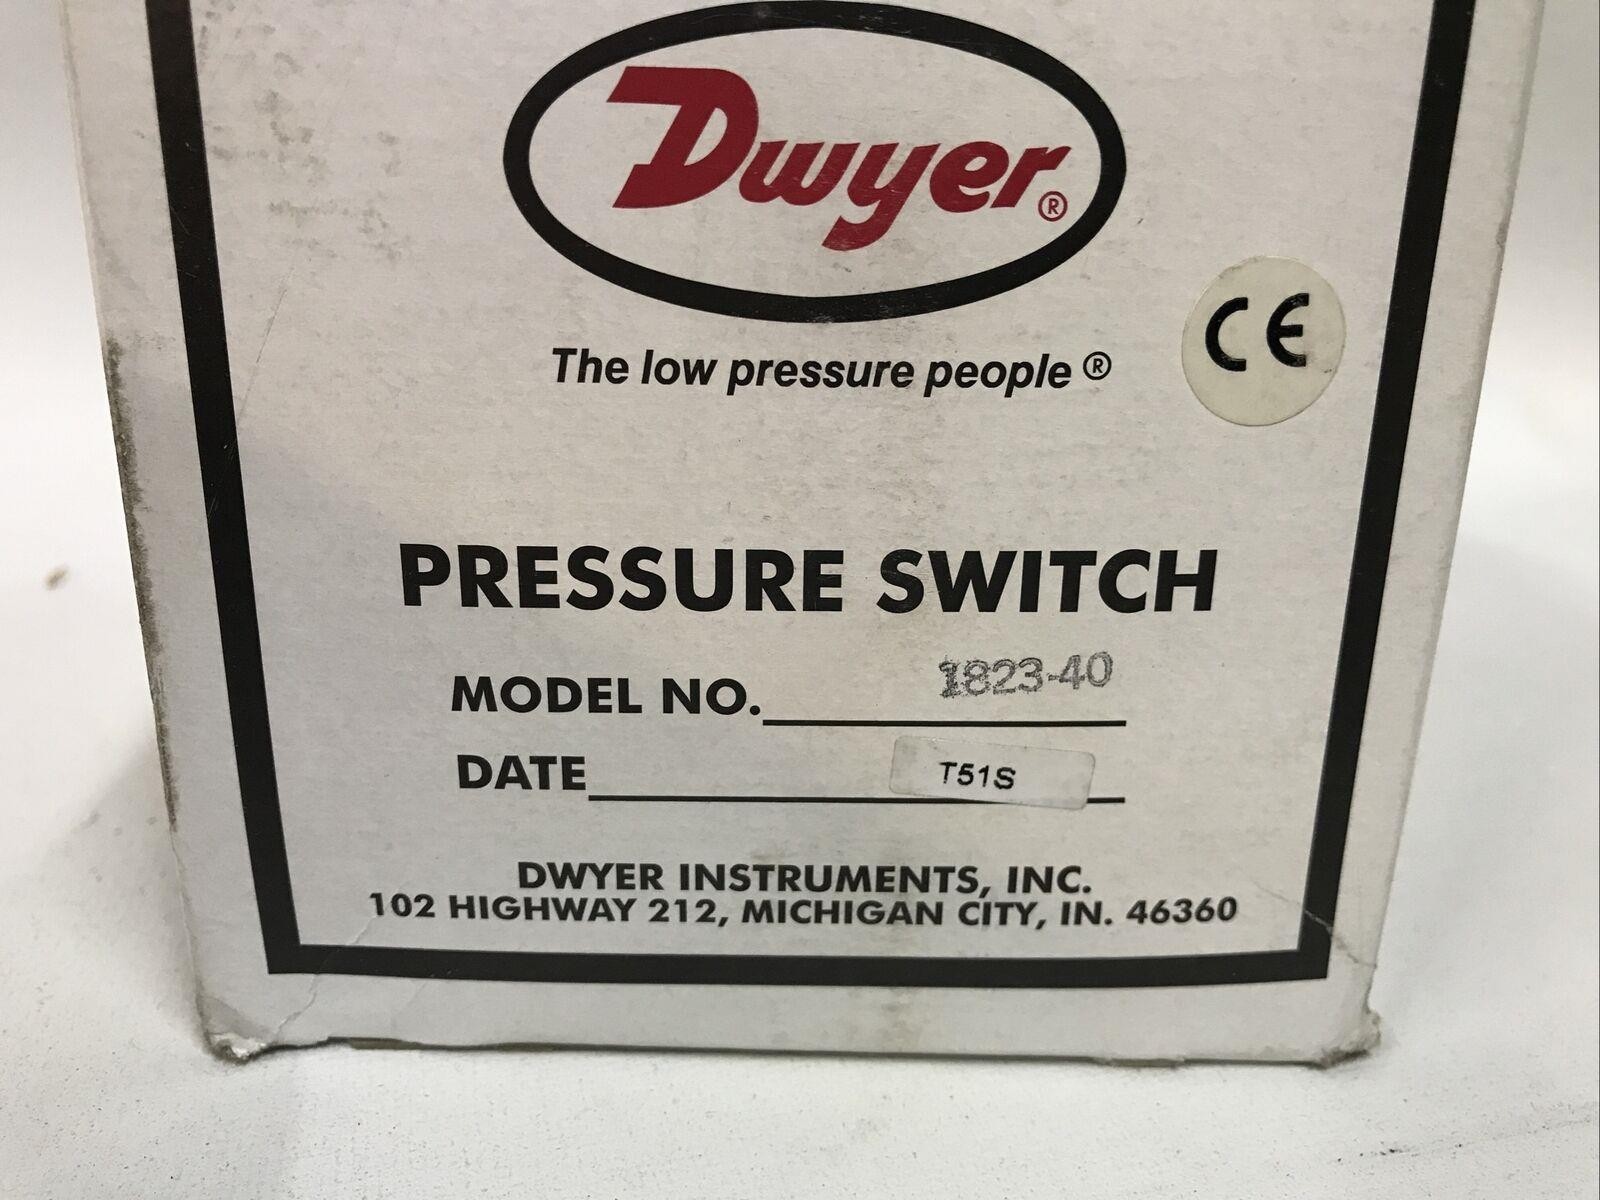 Dwyer®
The low pressure people ®
CE
PRESSURE SWITCH
MODEL NO. 1823-40
DATE T51S
DWYER INSTRUMENTS, INC.
102 HIGHWAY 212, MICHIGAN CITY, IN. 46360